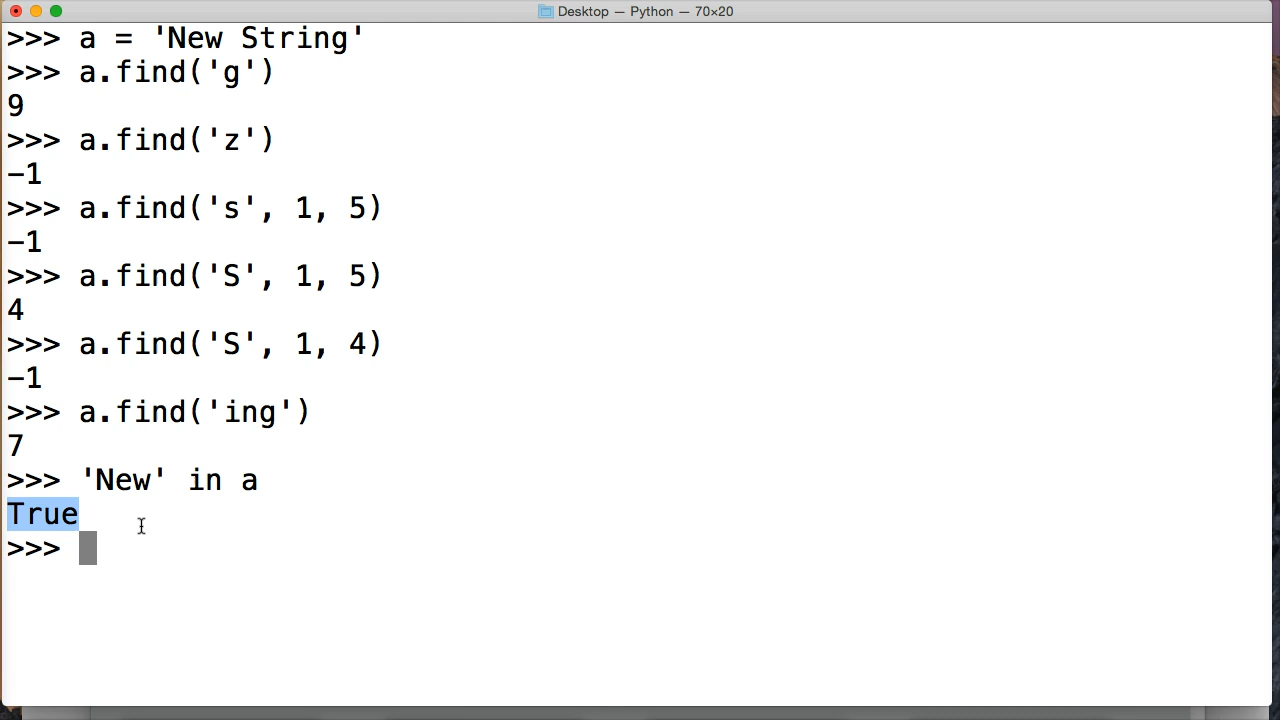 Desktop — Python — 70×20
>>> a = 'New String'
>>> a.find('g')
9
>>> a.find('z')
-1
>>> a.find('s', 1, 5)
-1
>>> a.find('S', 1, 5)
4
>>> a.find('S', 1, 4)
-1
>>> a.find('ing')
7
>>> 'New' in a
True
>>>